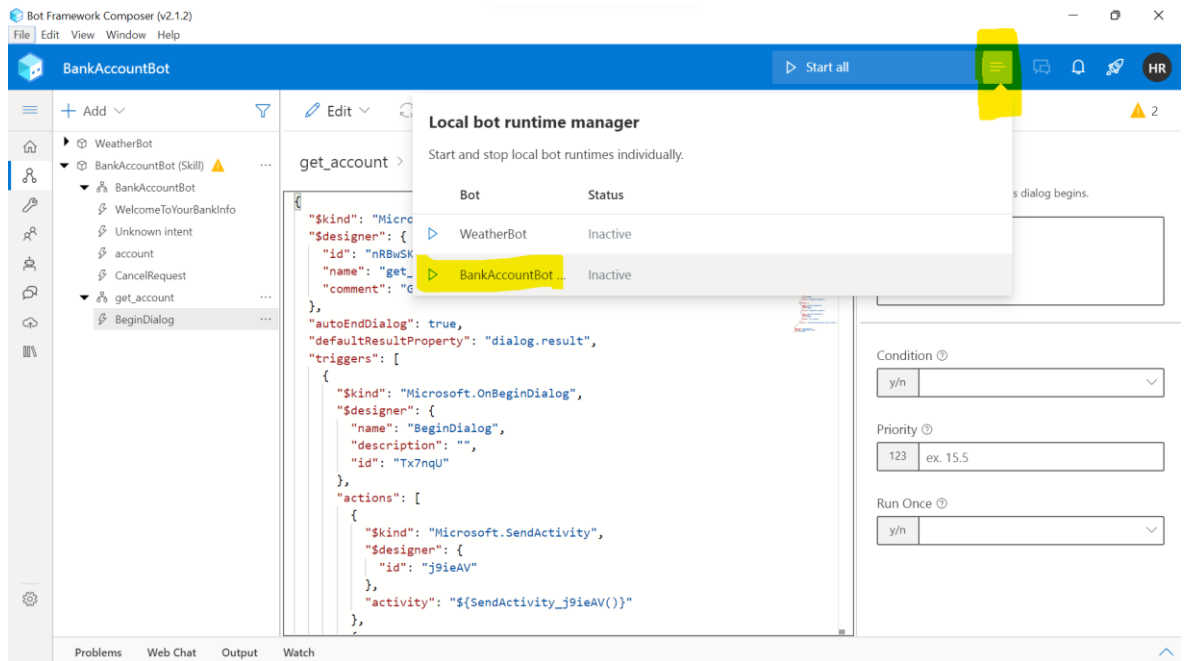 Bot Framework Composer (v2.1.2)
File Edit View Window Help
BankAccountBot
Start all
HR
Add
Edit
2
WeatherBot
BankAccountBot (Skill)
BankAccountBot
WelcomeToYourBankInfo
Unknown intent
account
CancelRequest
get_account
BeginDialog
get_account >
Local bot runtime manager
Start and stop local bot runtimes individually.
Bot Status
WeatherBot Inactive
BankAccountBot ... Inactive
{
"$kind": "Micro
"$designer": {
"id": "nRBwSK
"name": "get_
"comment": "G
},
"autoEndDialog": true,
"defaultResultProperty": "dialog.result",
"triggers": [
{
"$kind": "Microsoft.OnBeginDialog",
"$designer": {
"name": "BeginDialog",
"description": "",
"id": "Tx7nqU"
},
"actions": [
{
"$kind": "Microsoft.SendActivity",
"$designer": {
"id": "j9ieAV"
},
"activity": "${SendActivity_j9ieAV()}"
},
s dialog begins.
Condition
y/n
Priority
123 ex. 15.5
Run Once
y/n
Problems Web Chat Output Watch